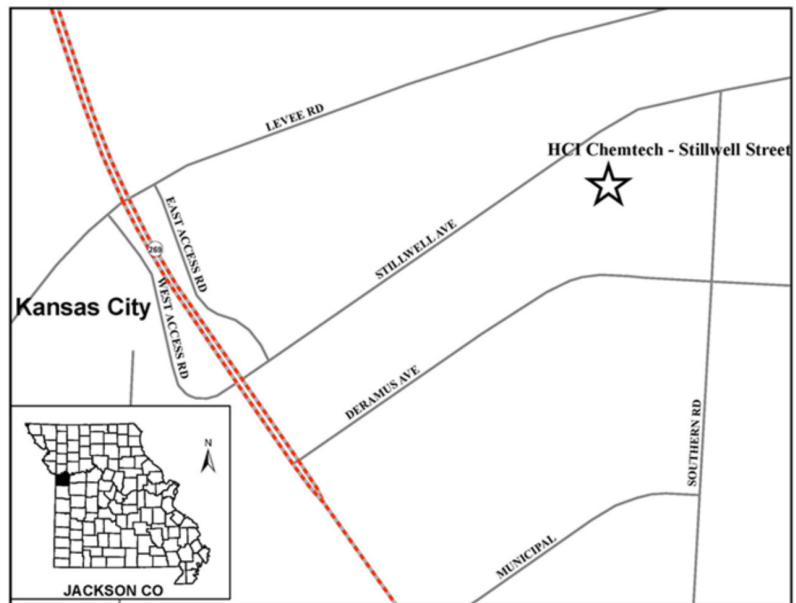 LEVEE RD
HCI Chemtech - Stillwell Street
EAST ACCESS RD
STILLWELL AVE
269
Kansas City
WEST ACCESS RD
DERAMUS AVE
SOUTHERN RD
N
MUNICIPAL
JACKSON CO